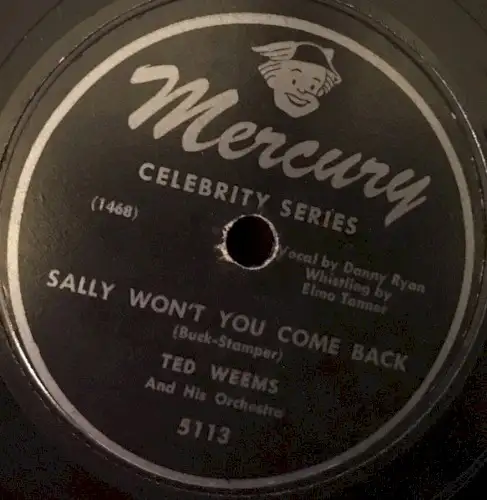 Mercury
CELEBRITY SERIES
(1468)
Vocal by Danny Ryan
Whistling by
Elmo Tanner
SALLY WON'T YOU COME BACK
(Buck-Stamper)
TED WEEMS
And His Orchestra
5113